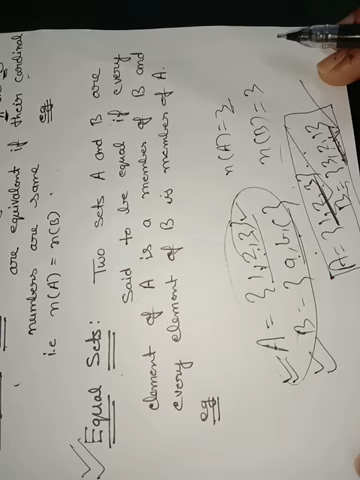 are equivalent if their cardinal
numbers are same eg
i.e n(A) = n(B)
Equal Sets: Two sets A and B are
Said to be equal if every
element of A is a member of B and
every element of B is member of A.
eg
n(A) = 3
n(B) = 3
A = {1,2,3}
B = {a,b,c}
A = {1,2,3}
B = {3,2,1}